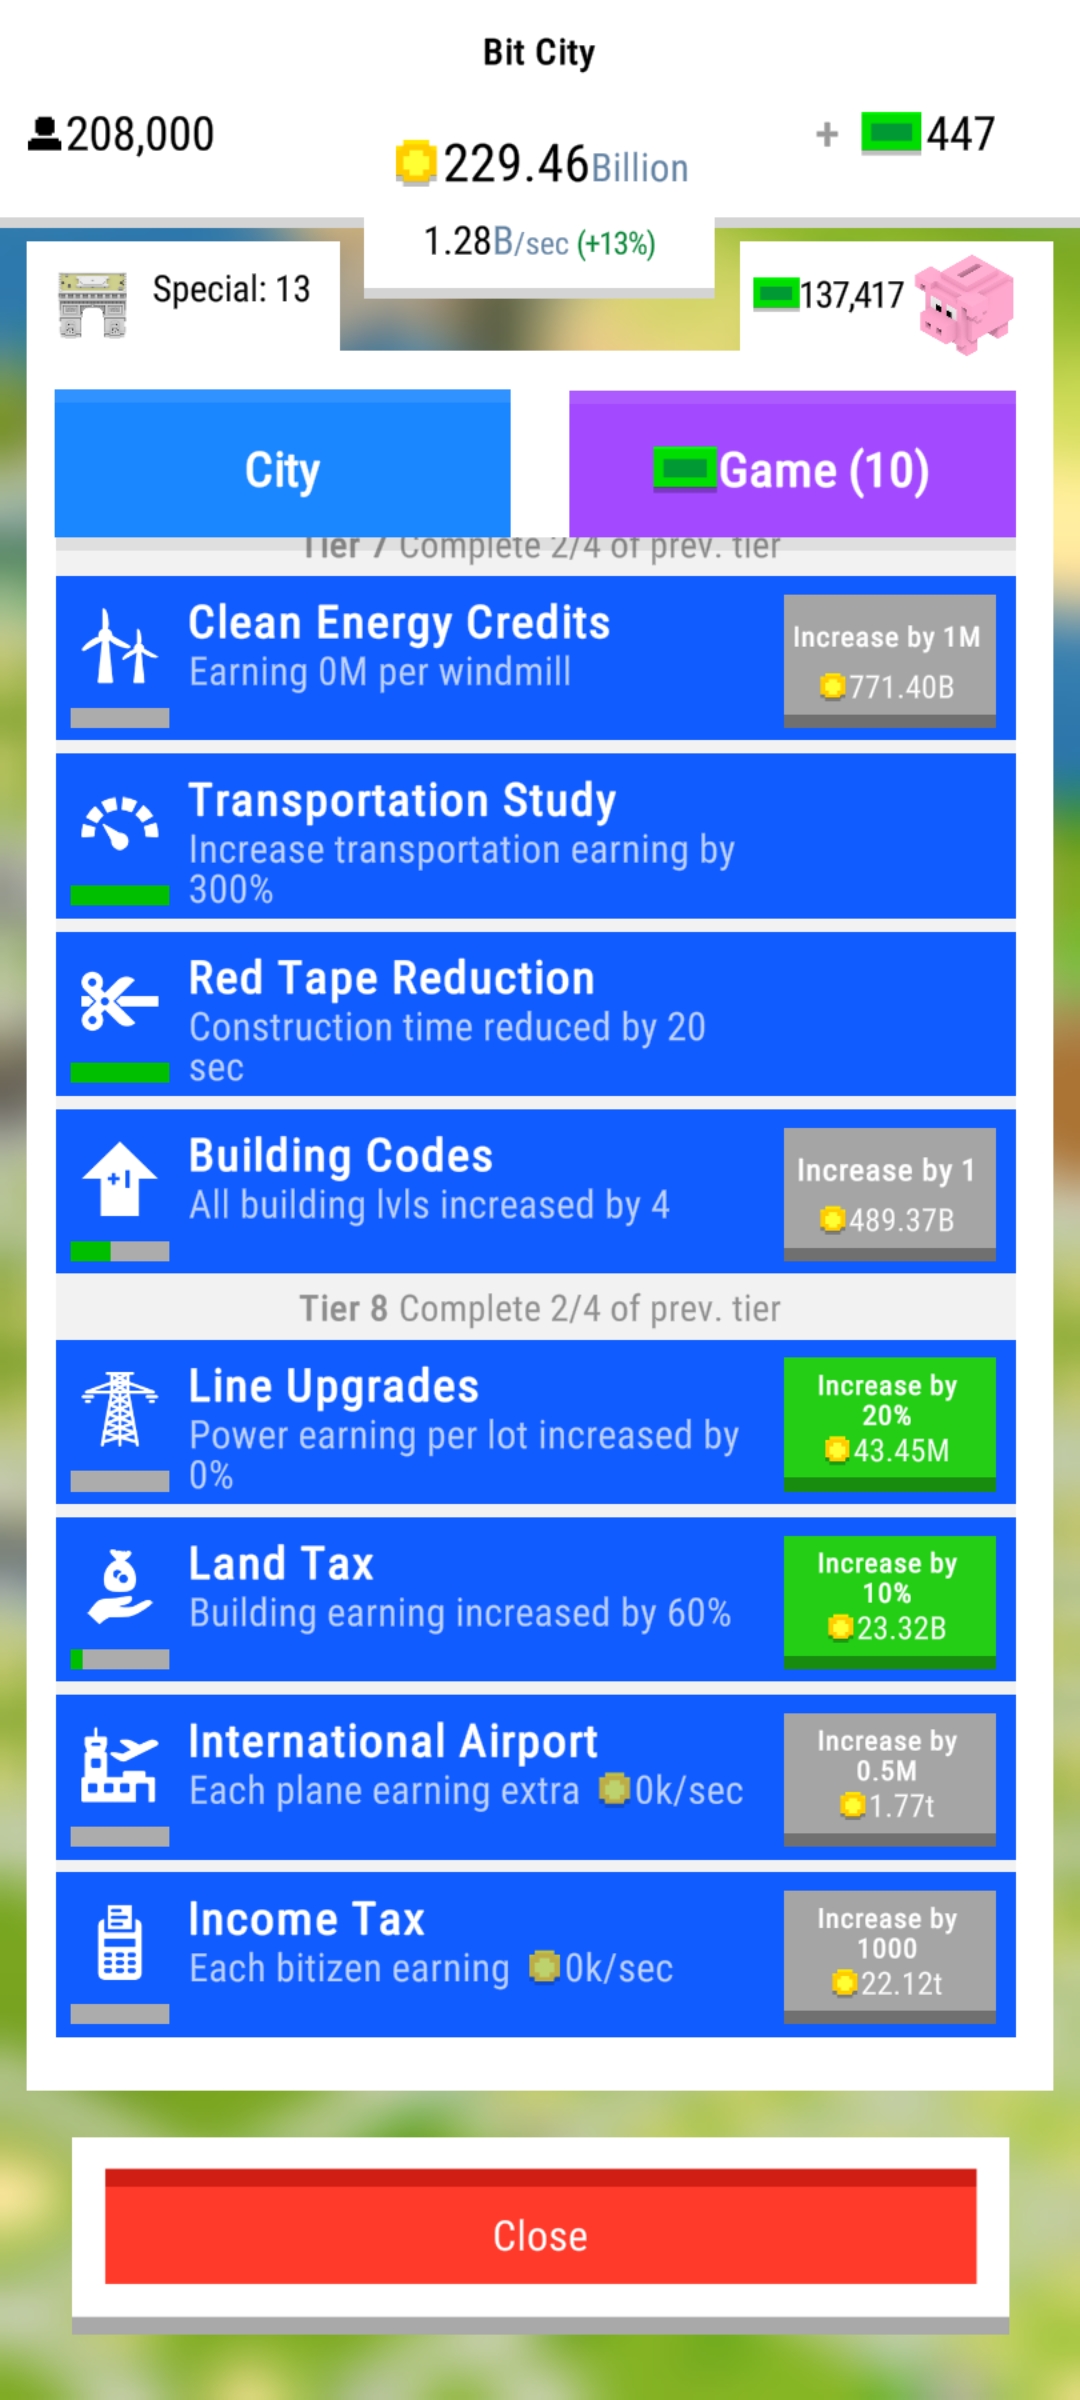 Bit City
208,000
229.46Billion
+ 447
1.28B/sec (+13%)
Special: 13
137,417
City
Game (10)
Tier 7 Complete 2/4 of prev. tier
Clean Energy Credits
Earning 0M per windmill
Increase by 1M
771.40B
Transportation Study
Increase transportation earning by
300%
Red Tape Reduction
Construction time reduced by 20
sec
+1
Building Codes
All building lvls increased by 4
Increase by 1
489.37B
Tier 8 Complete 2/4 of prev. tier
Line Upgrades
Power earning per lot increased by
0%
Increase by
20%
43.45M
Land Tax
Building earning increased by 60%
Increase by
10%
23.32B
International Airport
Each plane earning extra 0k/sec
Increase by
0.5M
1.77t
Income Tax
Each bitizen earning 0k/sec
Increase by
1000
22.12t
Close